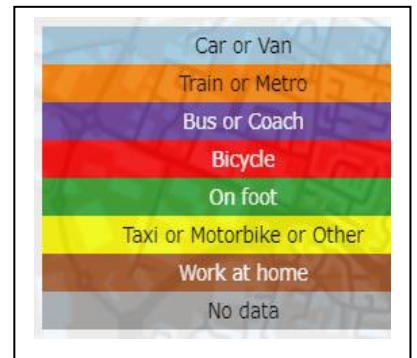 Car or Van
Train or Metro
Bus or Coach
Bicycle
On foot
Taxi or Motorbike or Other
Work at home
No data